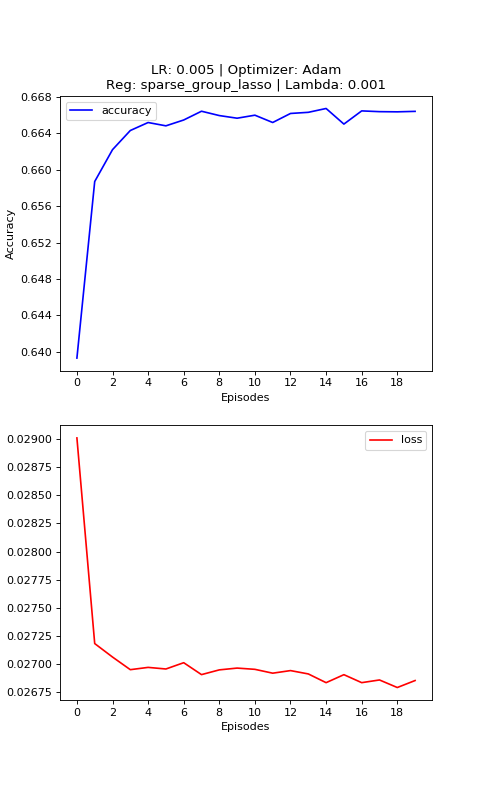 LR: 0.005 | Optimizer: Adam
Reg: sparse_group_lasso | Lambda: 0.001
accuracy
0.668
0.664
0.660
0.656
0.652
0.648
0.644
0.640
Accuracy
0 2 4 6 8 10 12 14 16 18
Episodes
loss
0.02900
0.02875
0.02850
0.02825
0.02800
0.02775
0.02750
0.02725
0.02700
0.02675
0 2 4 6 8 10 12 14 16 18
Episodes